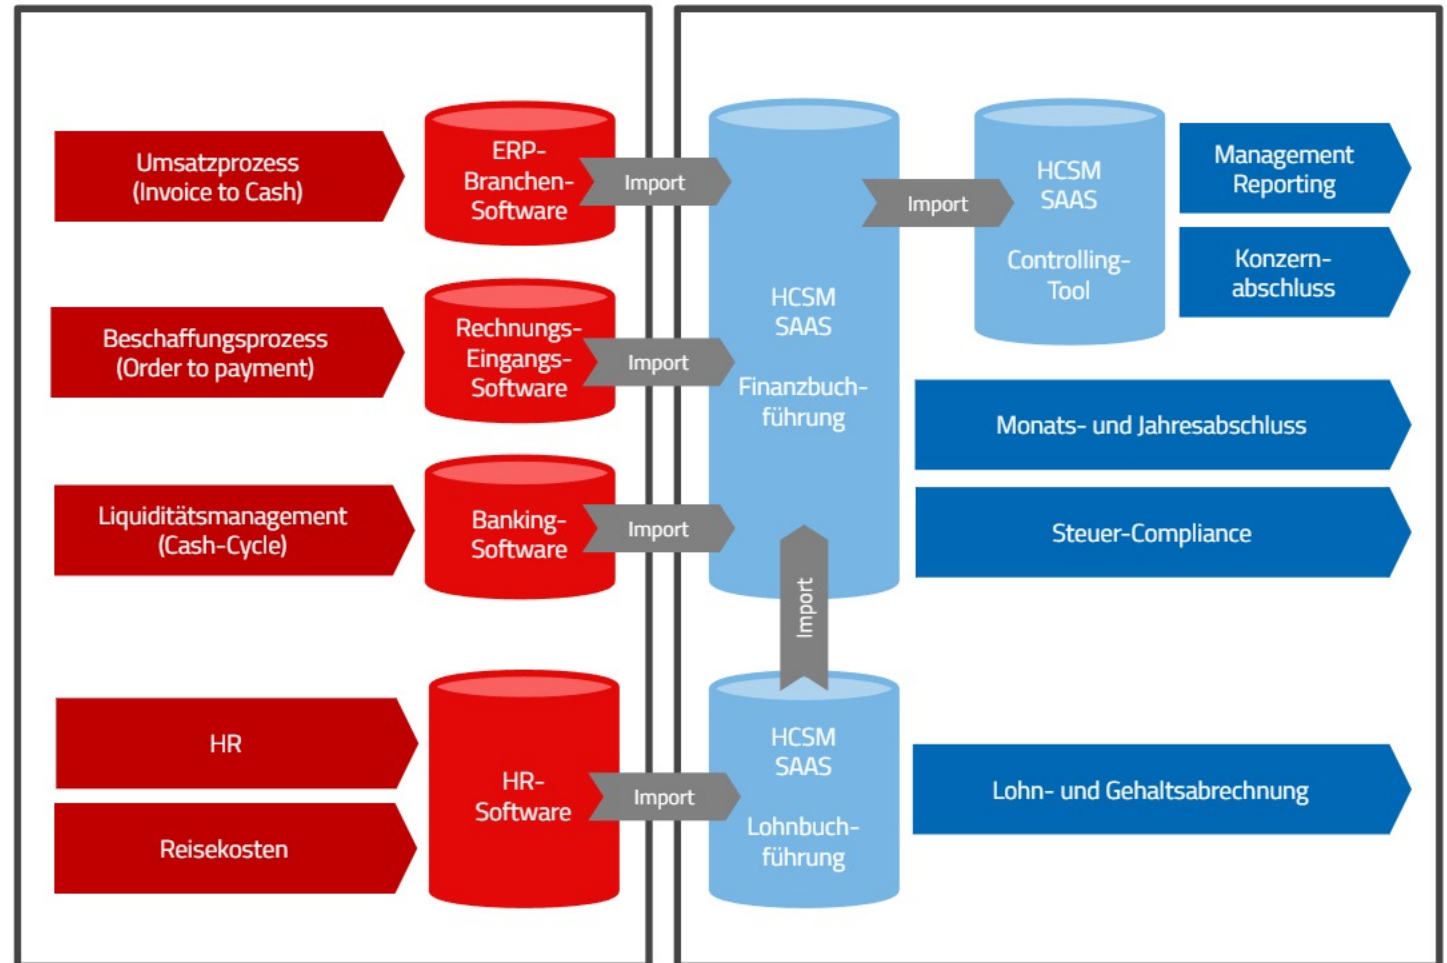 Umsatzprozess
(Invoice to Cash)
ERP-
Branchen-
Software
Import
Import
HCSM
SAAS
Controlling-
Tool
Management
Reporting
Konzern-
abschluss
Beschaffungsprozess
(Order to payment)
Rechnungs-
Eingangs-
Software
Import
HCSM
SAAS
Finanzbuch-
führung
Monats- und Jahresabschluss
Liquiditätsmanagement
(Cash-Cycle)
Banking-
Software
Import
Steuer-Compliance
Import
HR
Reisekosten
HR-
Software
Import
HCSM
SAAS
Lohnbuch-
führung
Lohn- und Gehaltsabrechnung